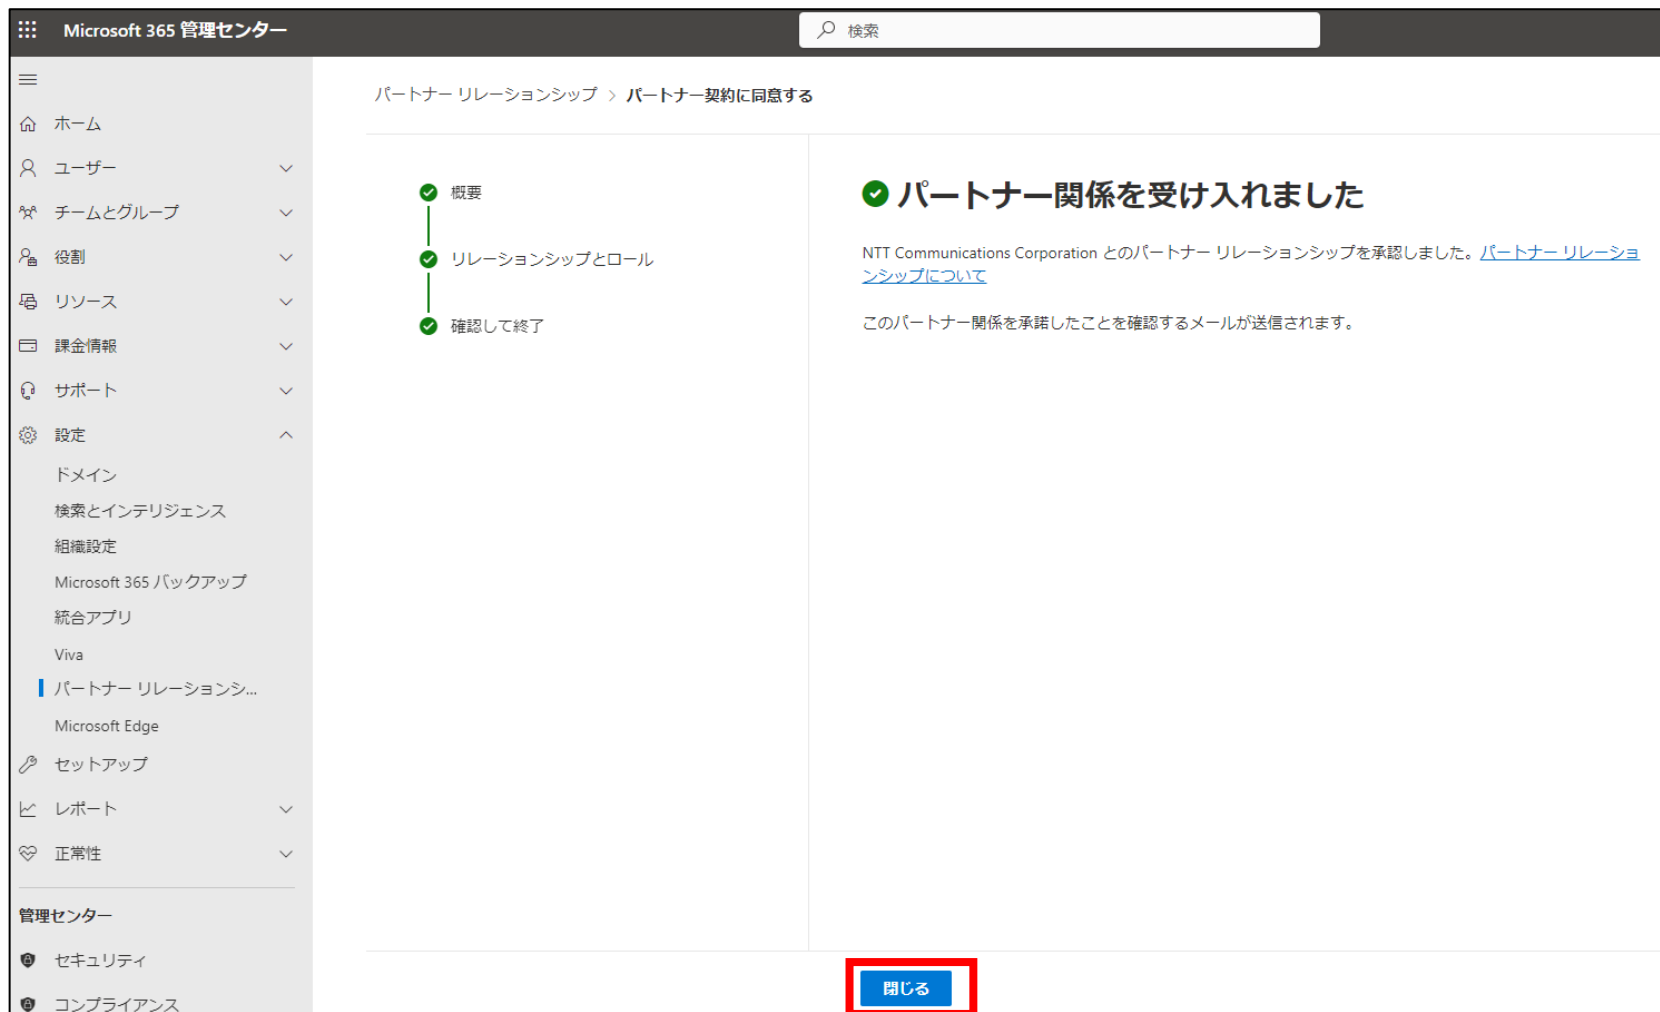 Microsoft 365 管理センター
検索
ホーム
ユーザー
チームとグループ
役割
リソース
課金情報
サポート
設定
ドメイン
検索とインテリジェンス
組織設定
Microsoft 365 バックアップ
統合アプリ
Viva
パートナー リレーションシ...
Microsoft Edge
セットアップ
レポート
正常性
管理センター
セキュリティ
コンプライアンス
パートナー リレーションシップ > パートナー契約に同意する
概要
リレーションシップとロール
確認して終了
パートナー関係を受け入れました
NTT Communications Corporation とのパートナー リレーションシップを承認しました。パートナー リレーショ
ンシップについて
このパートナー関係を承諾したことを確認するメールが送信されます。
閉じる